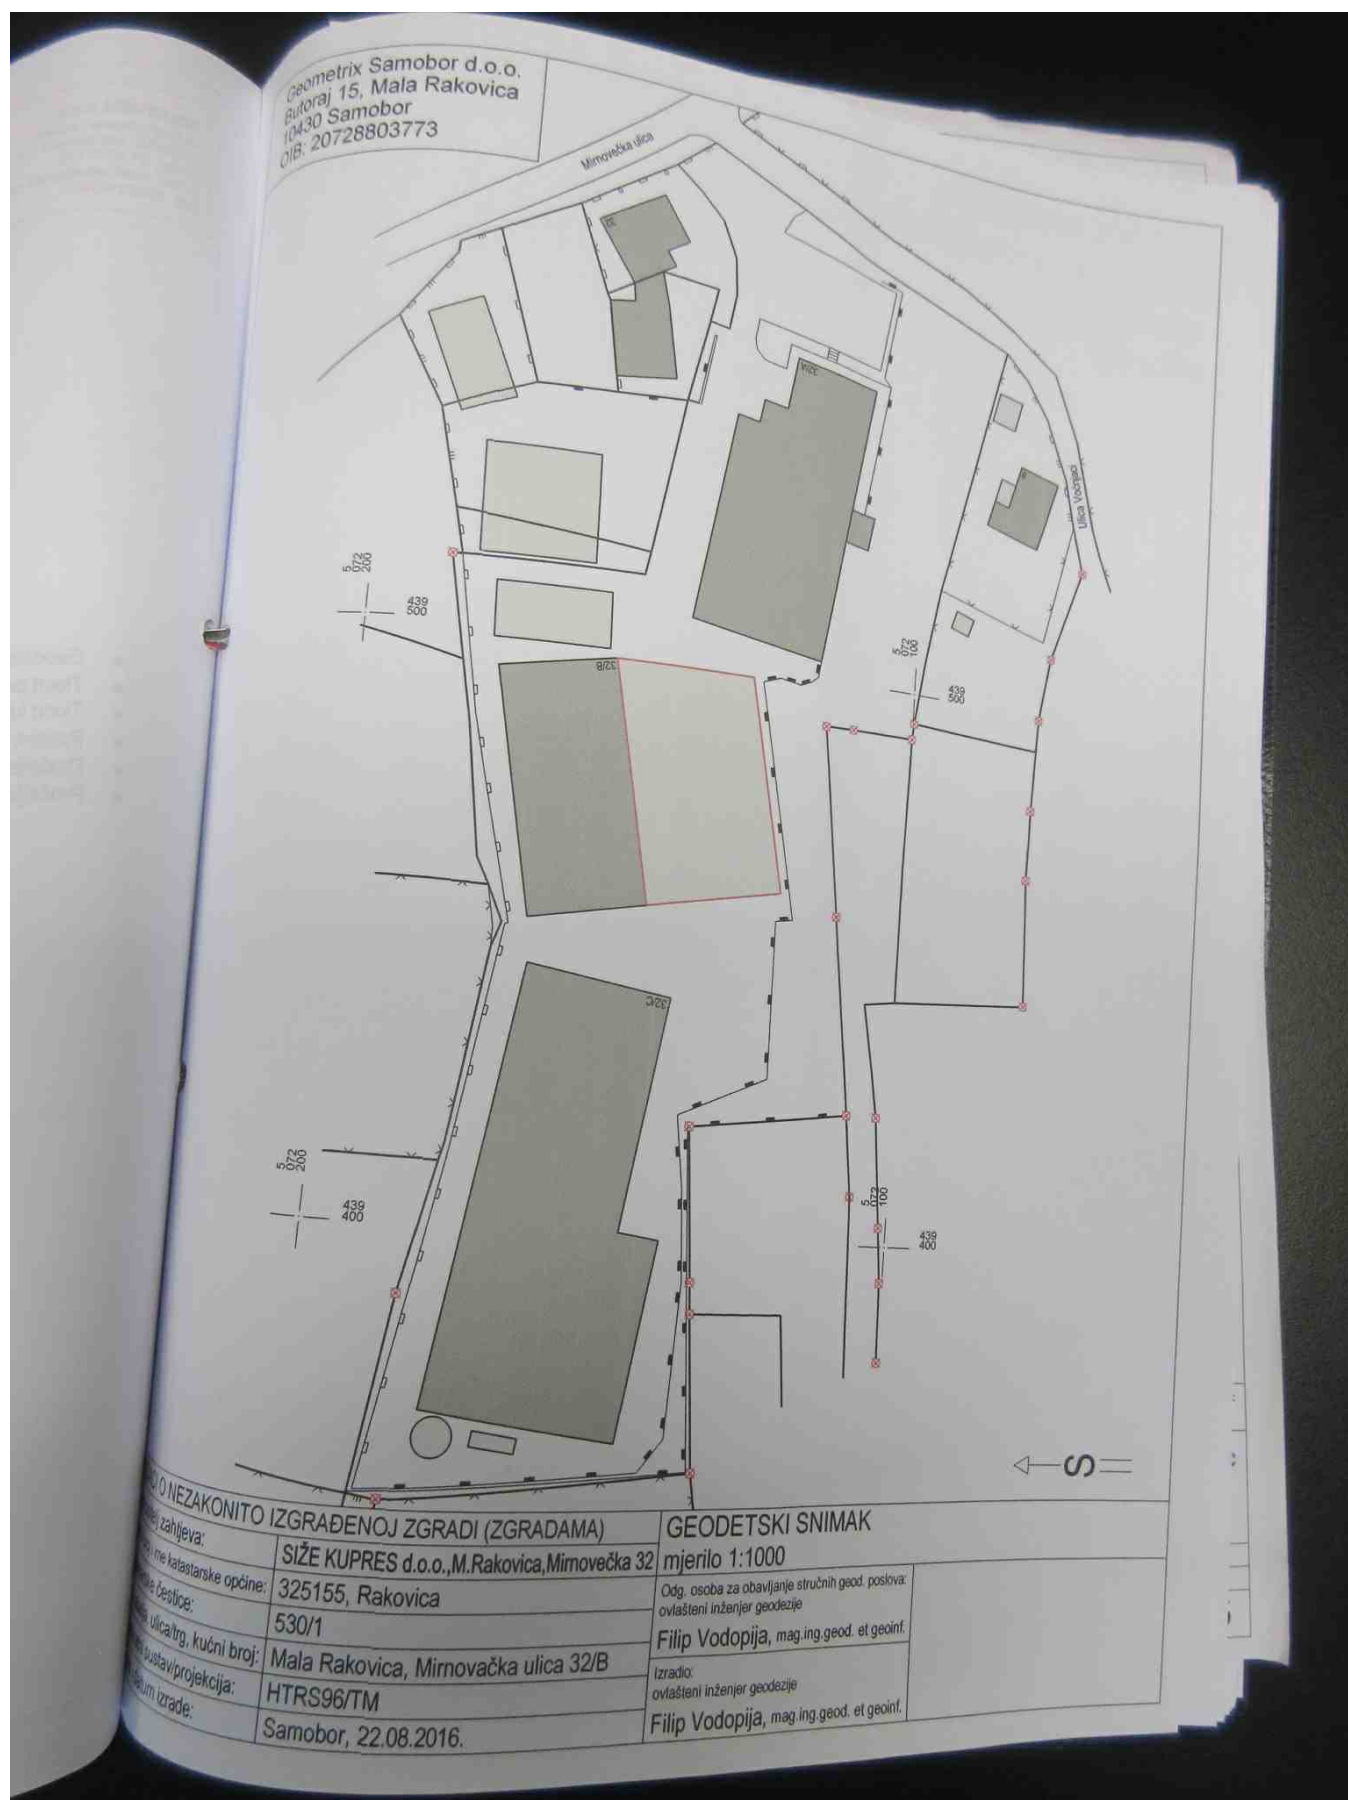 Geometrix Samobor d.o.o.
Butoraj 15, Mala Rakovica
10430 Samobor
OIB: 20728803773
Mirnovečka ulica
32
32/A
8
Ulica Voćnjaci
5
072
200
439
500
32/B
5
072
100
439
500
32/C
5
072
200
439
400
5
072
100
439
400
S
O NEZAKONITO IZGRAĐENOJ ZGRADI (ZGRADAMA)
zahtjeva:
SIŽE KUPRES d.o.o.,M.Rakovica,Mirnovečka 32
i ime katastarske općine:
325155, Rakovica
čestice:
530/1
ulica/trg, kućni broj:
Mala Rakovica, Mirnovačka ulica 32/B
sustav/projekcija:
HTRS96/TM
datum izrade:
Samobor, 22.08.2016.
GEODETSKI SNIMAK
mjerilo 1:1000
Odg. osoba za obavljanje stručnih geod. poslova:
ovlašteni inženjer geodezije
Filip Vodopija, mag.ing.geod. et geoinf.
Izradio:
ovlašteni inženjer geodezije
Filip Vodopija, mag.ing.geod. et geoinf.